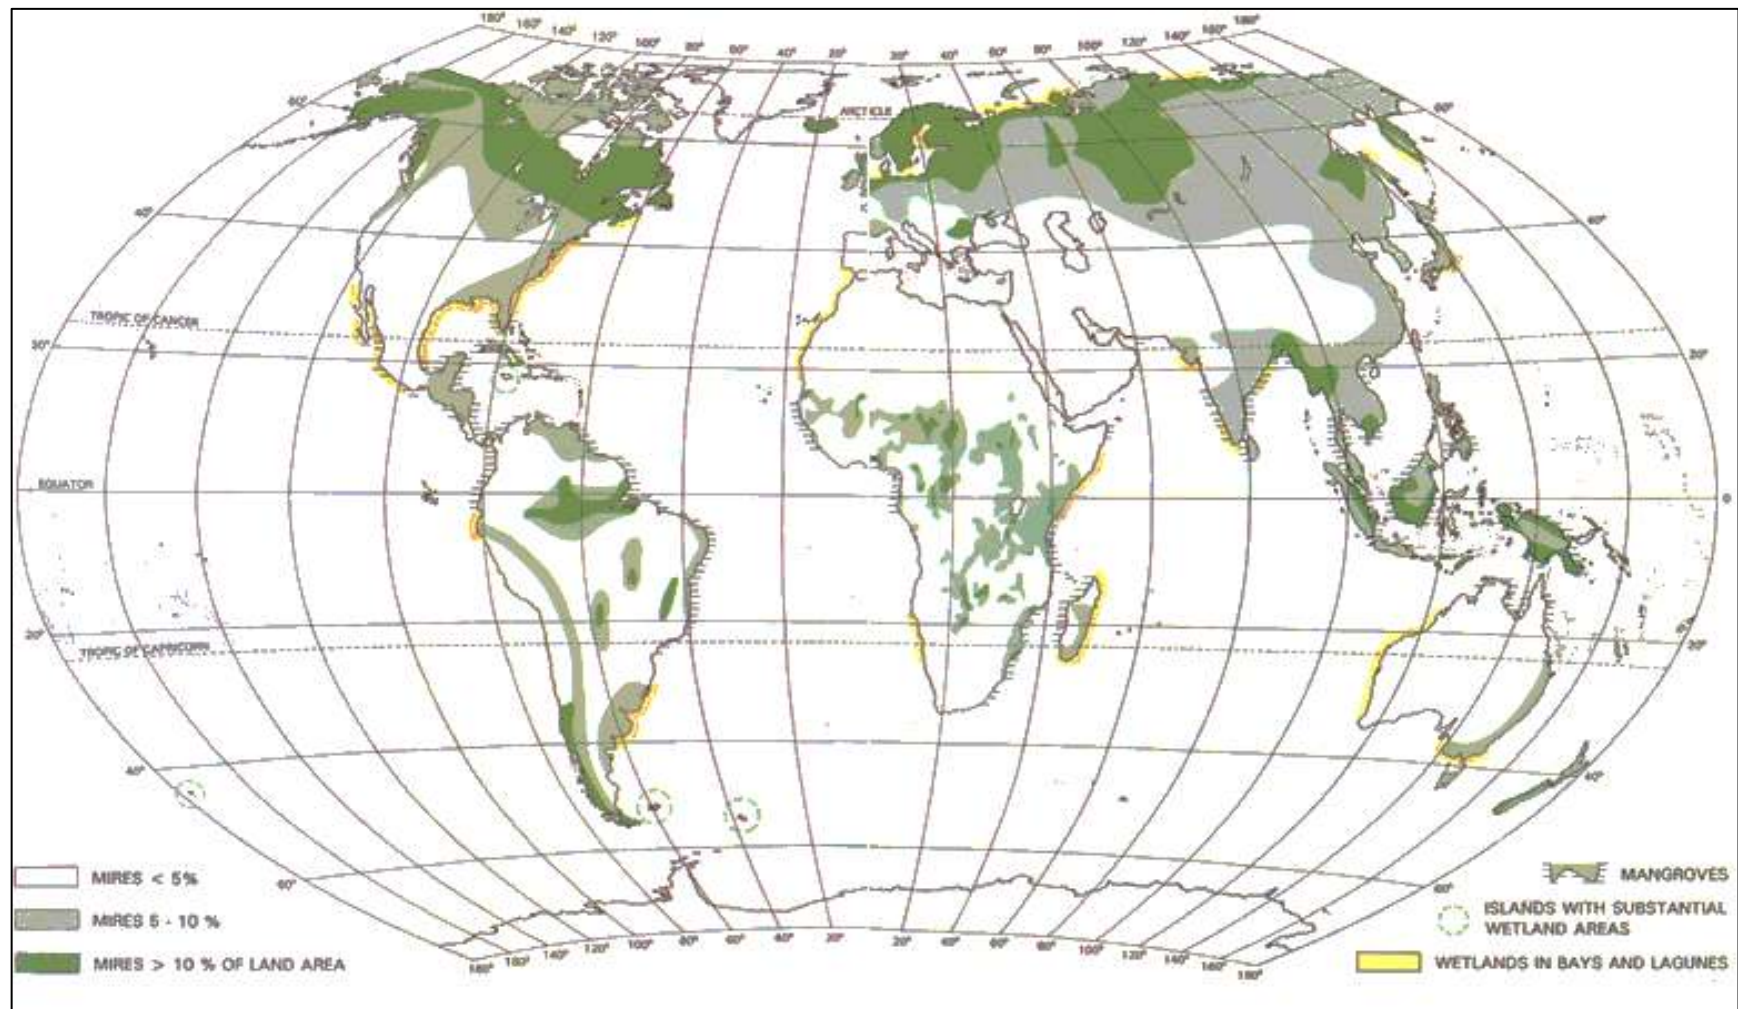 180° 160° 140° 120° 100° 80° 60° 40° 20° 20° 40° 60° 80° 100° 120° 140° 160° 180°
60° ARCTICLE 60°
40° 40°
TROPIC OF CANCER
20° 20°
EQUATOR 0
20° 20°
TROPIC OF CAPRICORN
40° 40°
60° 60°
MIRES < 5%
MIRES 5 - 10 %
MIRES > 10 % OF LAND AREA
MANGROVES
ISLANDS WITH SUBSTANTIAL
WETLAND AREAS
WETLANDS IN BAYS AND LAGUNES
180° 160° 140° 120° 100° 80° 60° 40° 20° 20° 40° 60° 80° 100° 120° 140° 160° 180°